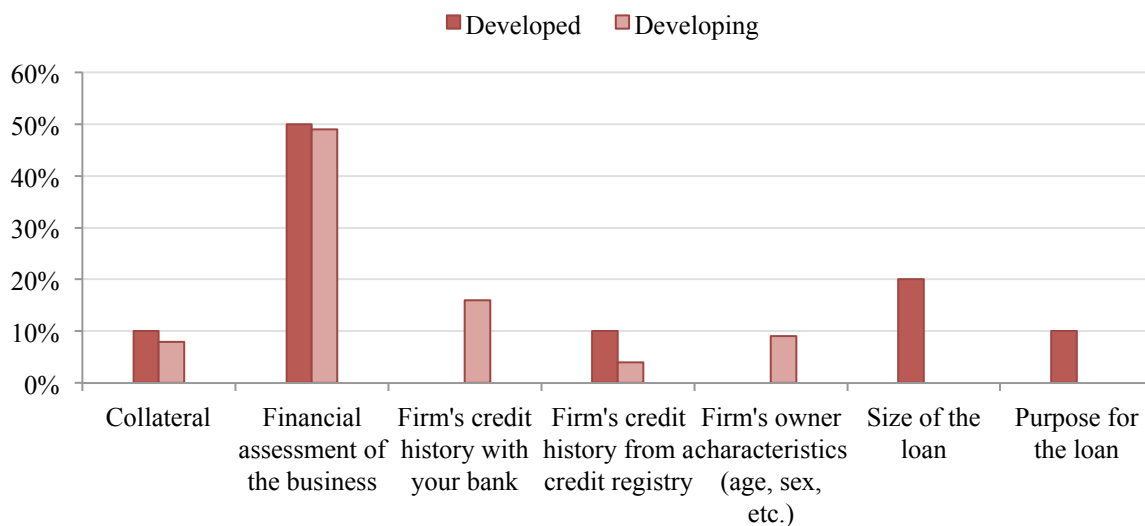 Developed Developing
60%
50%
40%
30%
20%
10%
0%
Collateral
Financial
assessment of
the business
Firm's credit
history with
your bank
Firm's credit
history from a
credit registry
Firm's owner
characteristics
(age, sex,
etc.)
Size of the
loan
Purpose for
the loan